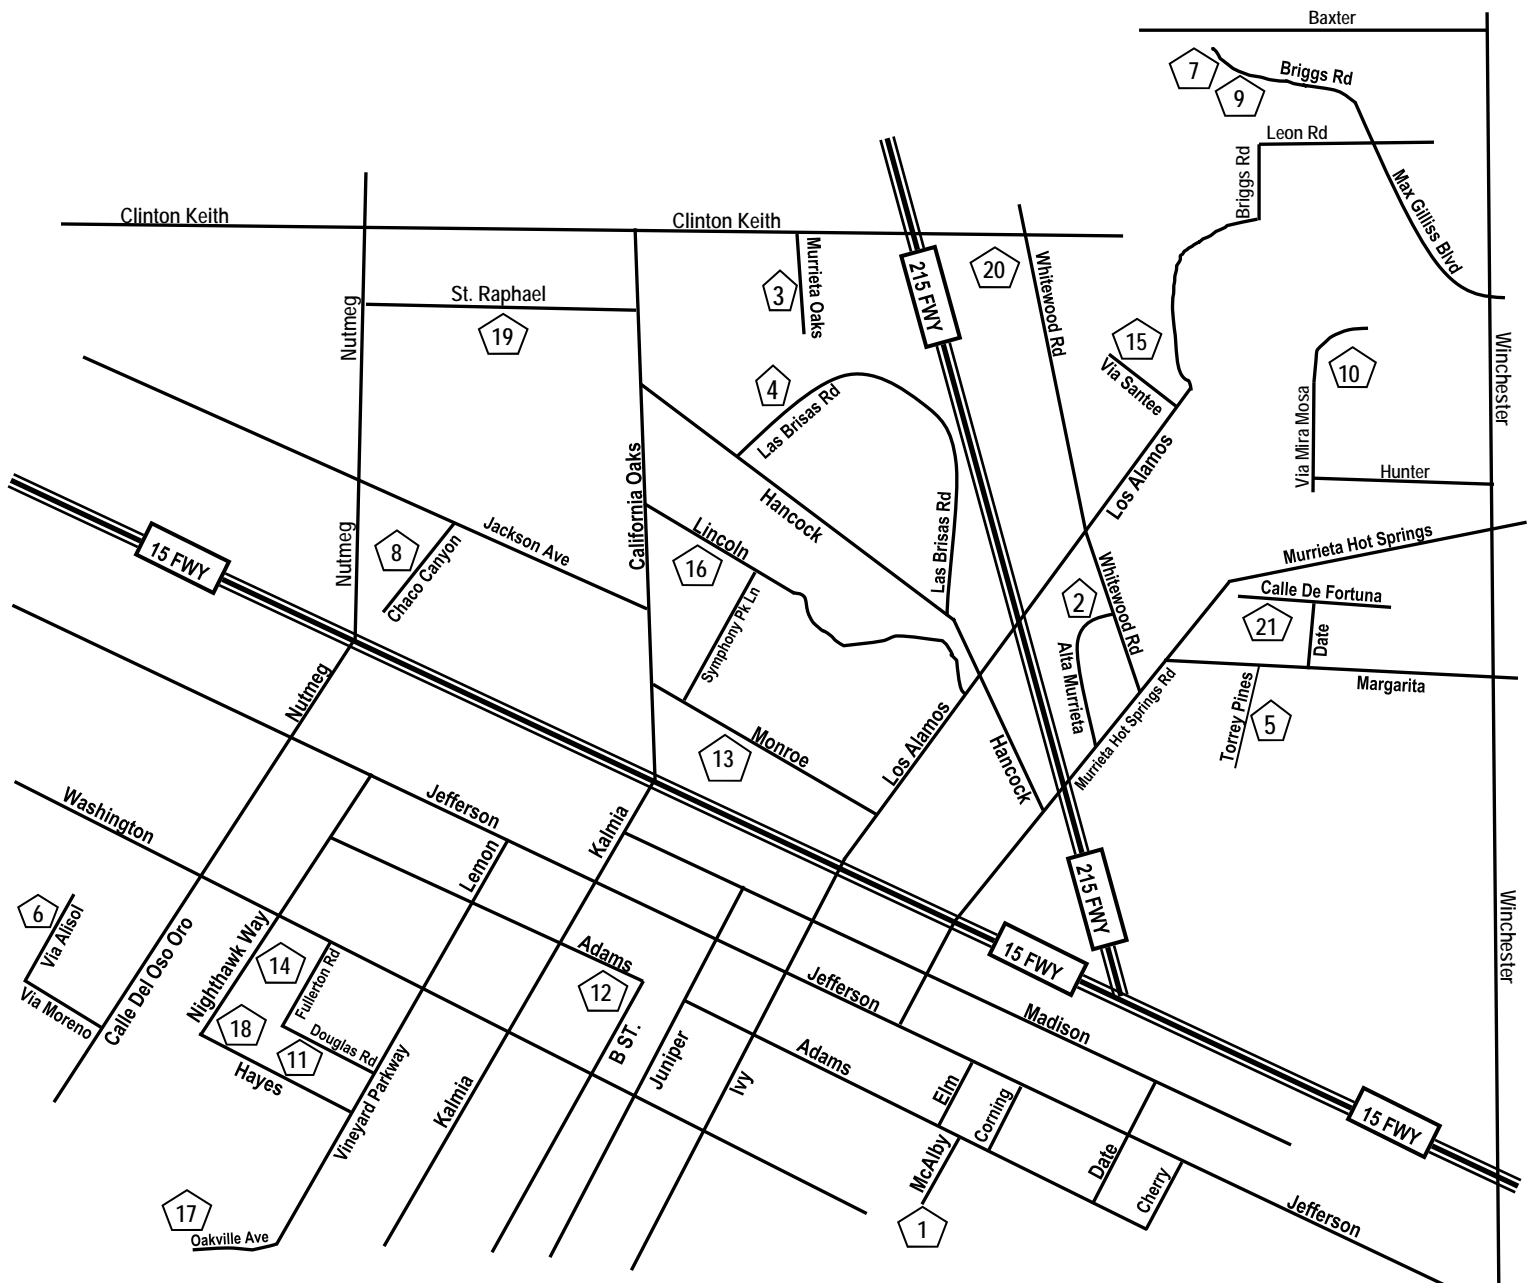 Baxter
7
Briggs Rd
9
Leon Rd
Briggs Rd
Max Gilliss Blvd
Clinton Keith
Clinton Keith
Murrieta Oaks
3
215 FWY
20
Whitewood Rd
St. Raphael
19
Nutmeg
15
Via Santee
10
Via Mira Mosa
Winchester
4
Las Brisas Rd
Los Alamos
Hunter
California Oaks
Hancock
Las Brisas Rd
Lincoln
Jackson Ave
Nutmeg
8
Chaco Canyon
15 FWY
16
Symphony Pk Ln
Murrieta Hot Springs
Calle De Fortuna
21
Date
Whitewood Rd
2
Alta Murrieta
Margarita
Torrey Pines
5
Murrieta Hot Springs Rd
Nutmeg
Monroe
13
Los Alamos
Hancock
Washington
Jefferson
Lemon
Kalmia
215 FWY
15 FWY
Winchester
6
Via Alisol
Via Moreno
Calle Del Oso Oro
Nighthawk Way
14
Fullerton Rd
18
Douglas Rd
11
Hayes
Adams
12
B ST.
Juniper
Ivy
Jefferson
Madison
Adams
Elm
Corning
Vineyard Parkway
Kalmia
McAlby
1
Date
Cherry
15 FWY
Jefferson
17
Oakville Ave